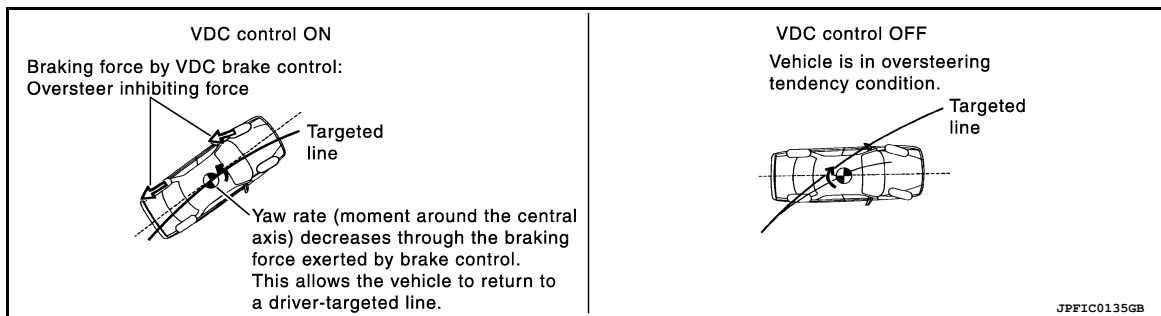 VDC control ON
Braking force by VDC brake control:
Oversteer inhibiting force
Targeted
line
Yaw rate (moment around the central
axis) decreases through the braking
force exerted by brake control.
This allows the vehicle to return to
a driver-targeted line.
VDC control OFF
Vehicle is in oversteering
tendency condition.
Targeted
line
JPFIC0135GB